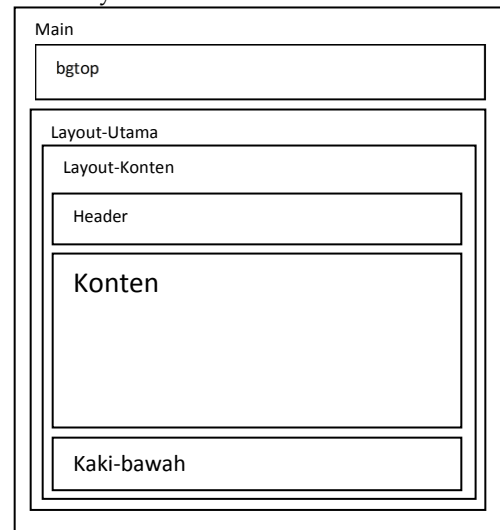 Main
bgtop
Layout-Utama
Layout-Konten
Header
Konten
Kaki-bawah